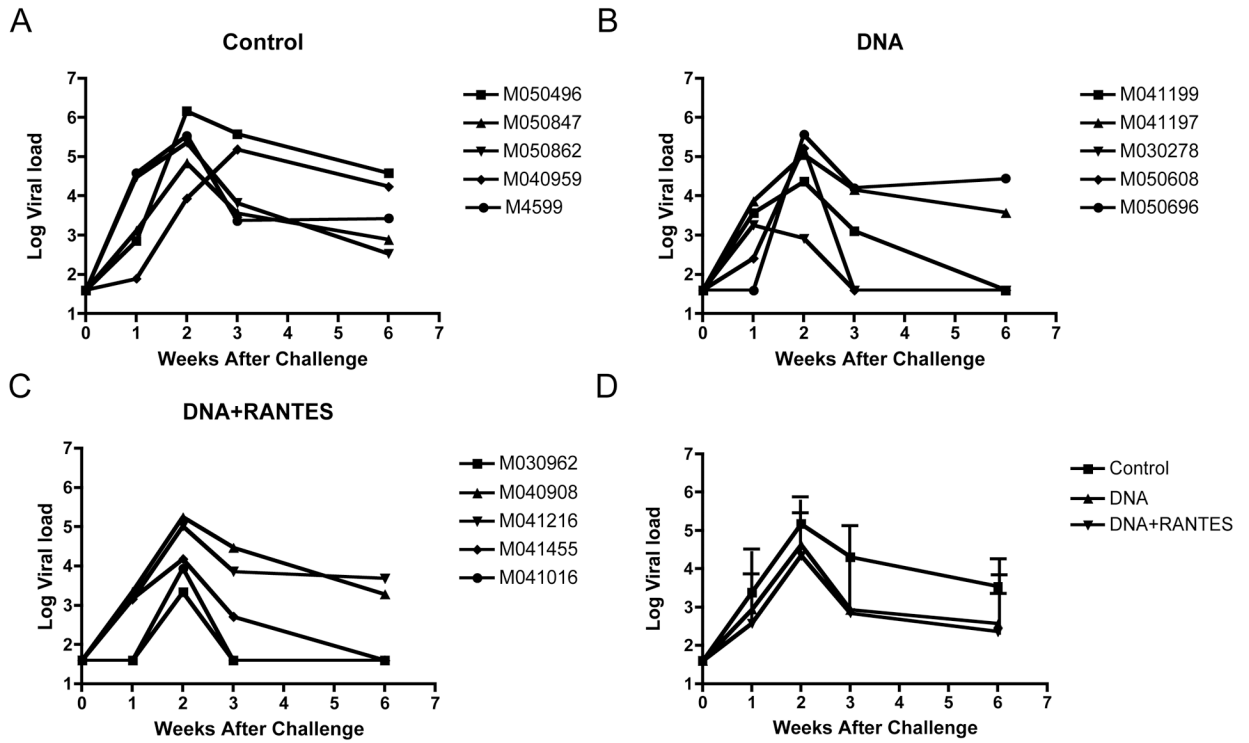 A
Control
7
6
5
4
3
2
1
0 1 2 3 4 5 6 7
Log Viral load
Weeks After Challenge
M050496
M050847
M050862
M040959
M4599
B
DNA
7
6
5
4
3
2
1
0 1 2 3 4 5 6 7
Log Viral load
Weeks After Challenge
M041199
M041197
M030278
M050608
M050696
C
DNA+RANTES
7
6
5
4
3
2
1
0 1 2 3 4 5 6 7
Log Viral load
Weeks After Challenge
M030962
M040908
M041216
M041455
M041016
D
7
6
5
4
3
2
1
0 1 2 3 4 5 6 7
Log Viral load
Weeks After Challenge
Control
DNA
DNA+RANTES